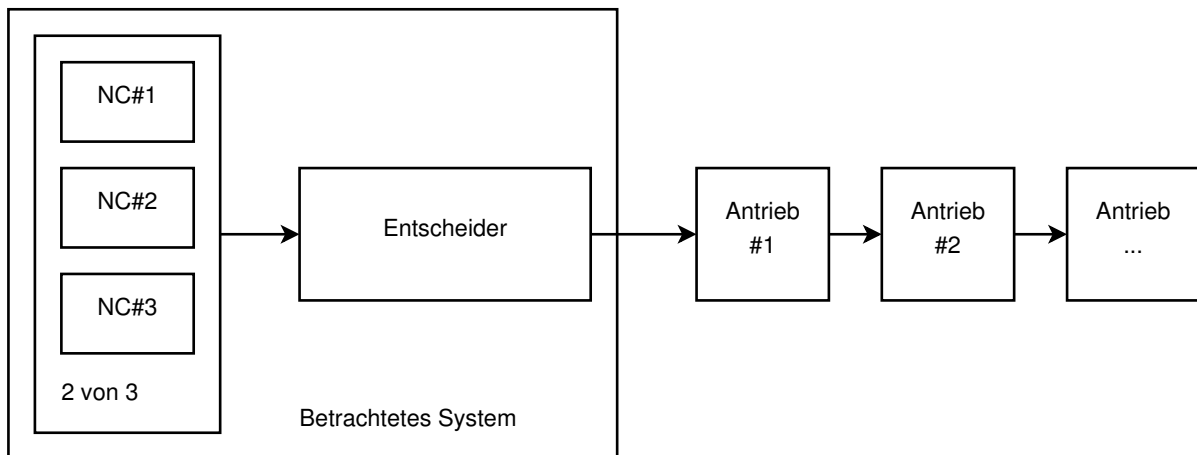 NC#1
NC#2
NC#3
2 von 3
Entscheider
Betrachtetes System
Antrieb
#1
Antrieb
#2
Antrieb
...